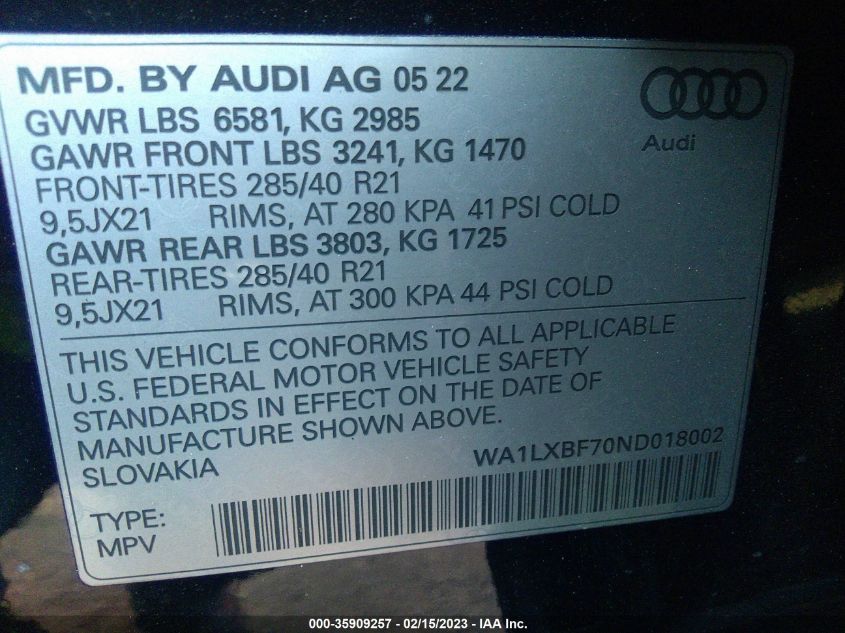 MFD. BY AUDI AG 05 22
GVWR LBS 6581, KG 2985
GAWR FRONT LBS 3241, KG 1470
FRONT-TIRES 285/40 R21
9,5JX21 RIMS, AT 280 KPA 41 PSI COLD
GAWR REAR LBS 3803, KG 1725
REAR-TIRES 285/40 R21
9,5JX21 RIMS, AT 300 KPA 44 PSI COLD
Audi
THIS VEHICLE CONFORMS TO ALL APPLICABLE
U.S. FEDERAL MOTOR VEHICLE SAFETY
STANDARDS IN EFFECT ON THE DATE OF
MANUFACTURE SHOWN ABOVE.
SLOVAKIA WA1LXBF70ND018002
TYPE:
MPV
000-35909257 - 02/15/2023 - IAA Inc.